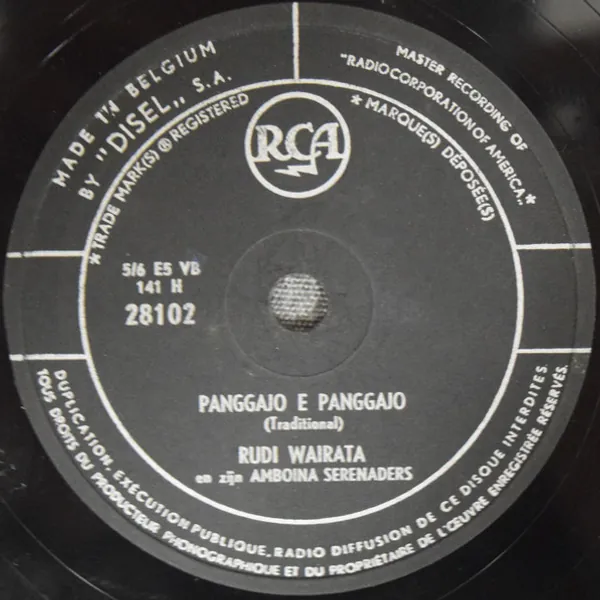 MADE IN BELGIUM
BY "DISEL„ S.A.
* TRADE MARK(S) ® REGISTERED
MASTER RECORDING OF
"RADIO CORPORATION OF AMERICA„
* MARQUE(S) DÉPOSÉE(S) *
RCA
5/6 E5 VB
141 H
28102
PANGGAJO E PANGGAJO
(Traditional)
RUDI WAIRATA
en zijn AMBOINA SERENADERS
DUPLICATION, EXÉCUTION PUBLIQUE, RADIO DIFFUSION DE CE DISQUE INTERDITES.
TOUS DROITS DU PRODUCTEUR PHONOGRAPHIQUE ET DU PROPRIÉTAIRE DE L'ŒUVRE ENREGISTRÉE RÉSERVÉS.